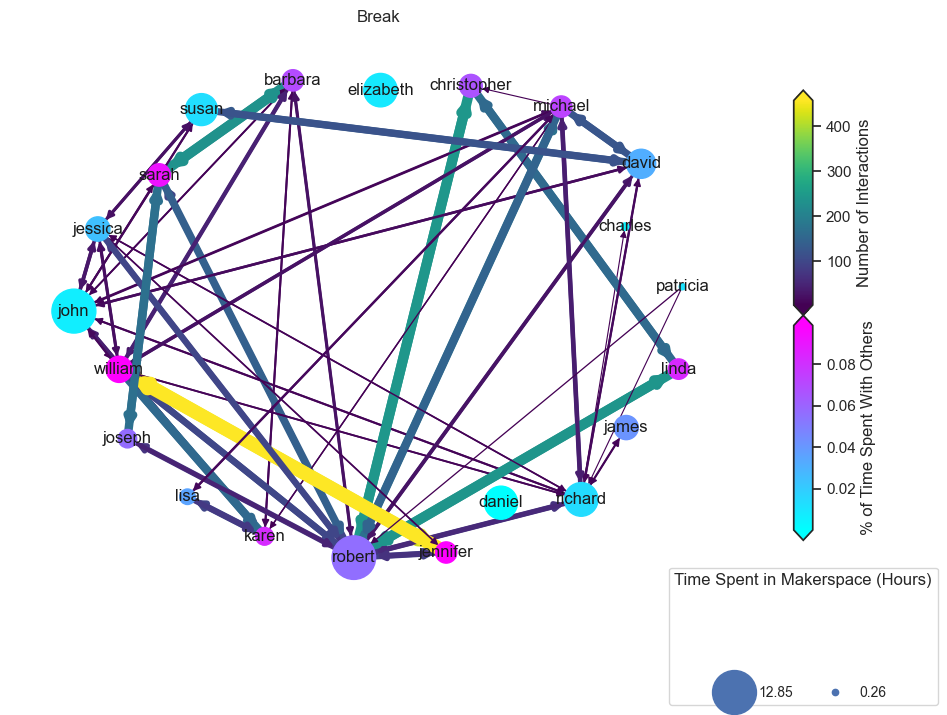 Break
barbara
elizabeth
christopher
susan
michael
sarah
david
jessica
charles
john
patricia
william
linda
joseph
james
lisa
daniel
richard
karen
robert
jennifer
400
300
200
100
Number of Interactions
0.08
0.06
0.04
0.02
% of Time Spent With Others
Time Spent in Makerspace (Hours)
12.85
0.26